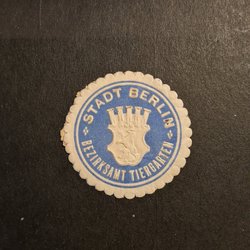 STADT BERLIN
BEZIRKSAMT TIERGARTEN